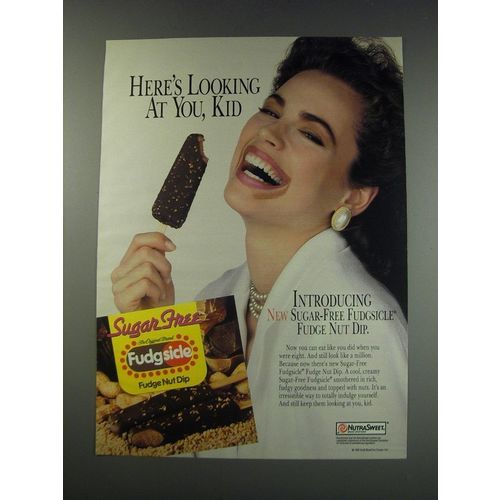 HERE'S LOOKING
AT YOU, KID
Sugar Free
The Original Brand
Fudgsicle
Fudge Nut Dip
INTRODUCING
NEW SUGAR-FREE FUDGSICLE®
FUDGE NUT DIP.
Now you can eat like you did when you
were eight. And still look like a million.
Because now there's new Sugar-Free
Fudgsicle® Fudge Nut Dip. A cool, creamy
Sugar-Free Fudgsicle® smothered in rich,
fudgy goodness and topped with nuts. It's an
irresistible way to totally indulge yourself.
And still keep them looking at you, kid.
NUTRASWEET